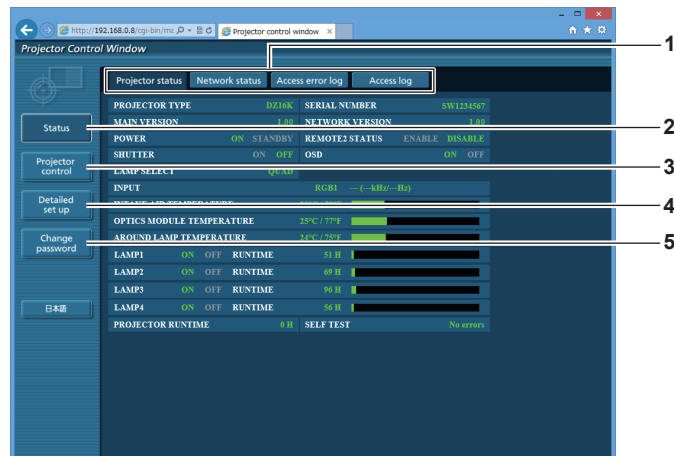 http://192.168.0.8/cgi-bin/mz
Projector control window
Projector Control Window
1
Projector status Network status Access error log Access log
PROJECTOR TYPE DZ16K SERIAL NUMBER SW1234567
MAIN VERSION 1.00 NETWORK VERSION 1.00
Status
2
POWER ON STANDBY REMOTE2 STATUS ENABLE DISABLE
SHUTTER ON OFF OSD ON OFF
Projector control
3
LAMP SELECT QUAD
INPUT RGB1 --- (---kHz/---Hz)
Detailed set up
4
INTAKE AIR TEMPERATURE
OPTICS MODULE TEMPERATURE 25°C / 77°F
Change password
5
AROUND LAMP TEMPERATURE 24°C / 75°F
LAMP1 ON OFF RUNTIME 51 H
LAMP2 ON OFF RUNTIME 69 H
LAMP3 ON OFF RUNTIME 96 H
日本語
LAMP4 ON OFF RUNTIME 56 H
PROJECTOR RUNTIME 0 H SELF TEST No errors